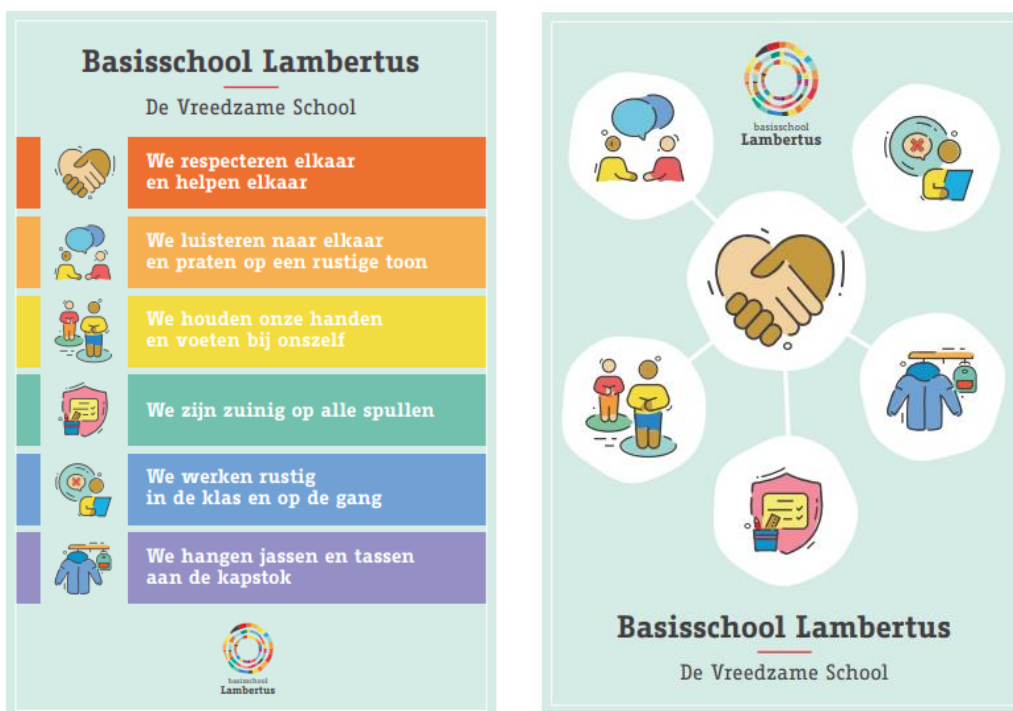 Basisschool Lambertus
De Vreedzame School
We respecteren elkaar
en helpen elkaar
We luisteren naar elkaar
en praten op een rustige toon
We houden onze handen
en voeten bij onszelf
We zijn zuinig op alle spullen
We werken rustig
in de klas en op de gang
We hangen jassen en tassen
aan de kapstok
basisschool
Lambertus
basisschool
Lambertus
Basisschool Lambertus
De Vreedzame School